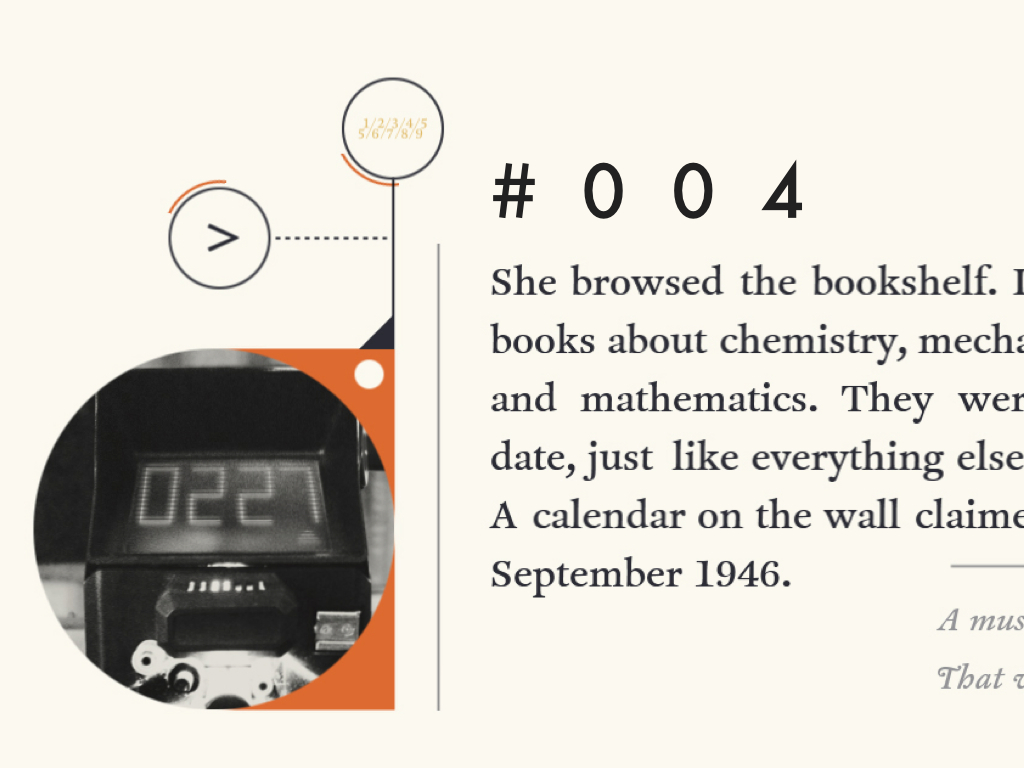 1/2/3/4/5
5/6/7/8/9
>
# 0 0 4
She browsed the bookshelf.
books about chemistry,
and mathematics. They
date, just like everything else
A calendar on the wall
September 1946.
0227
A
That